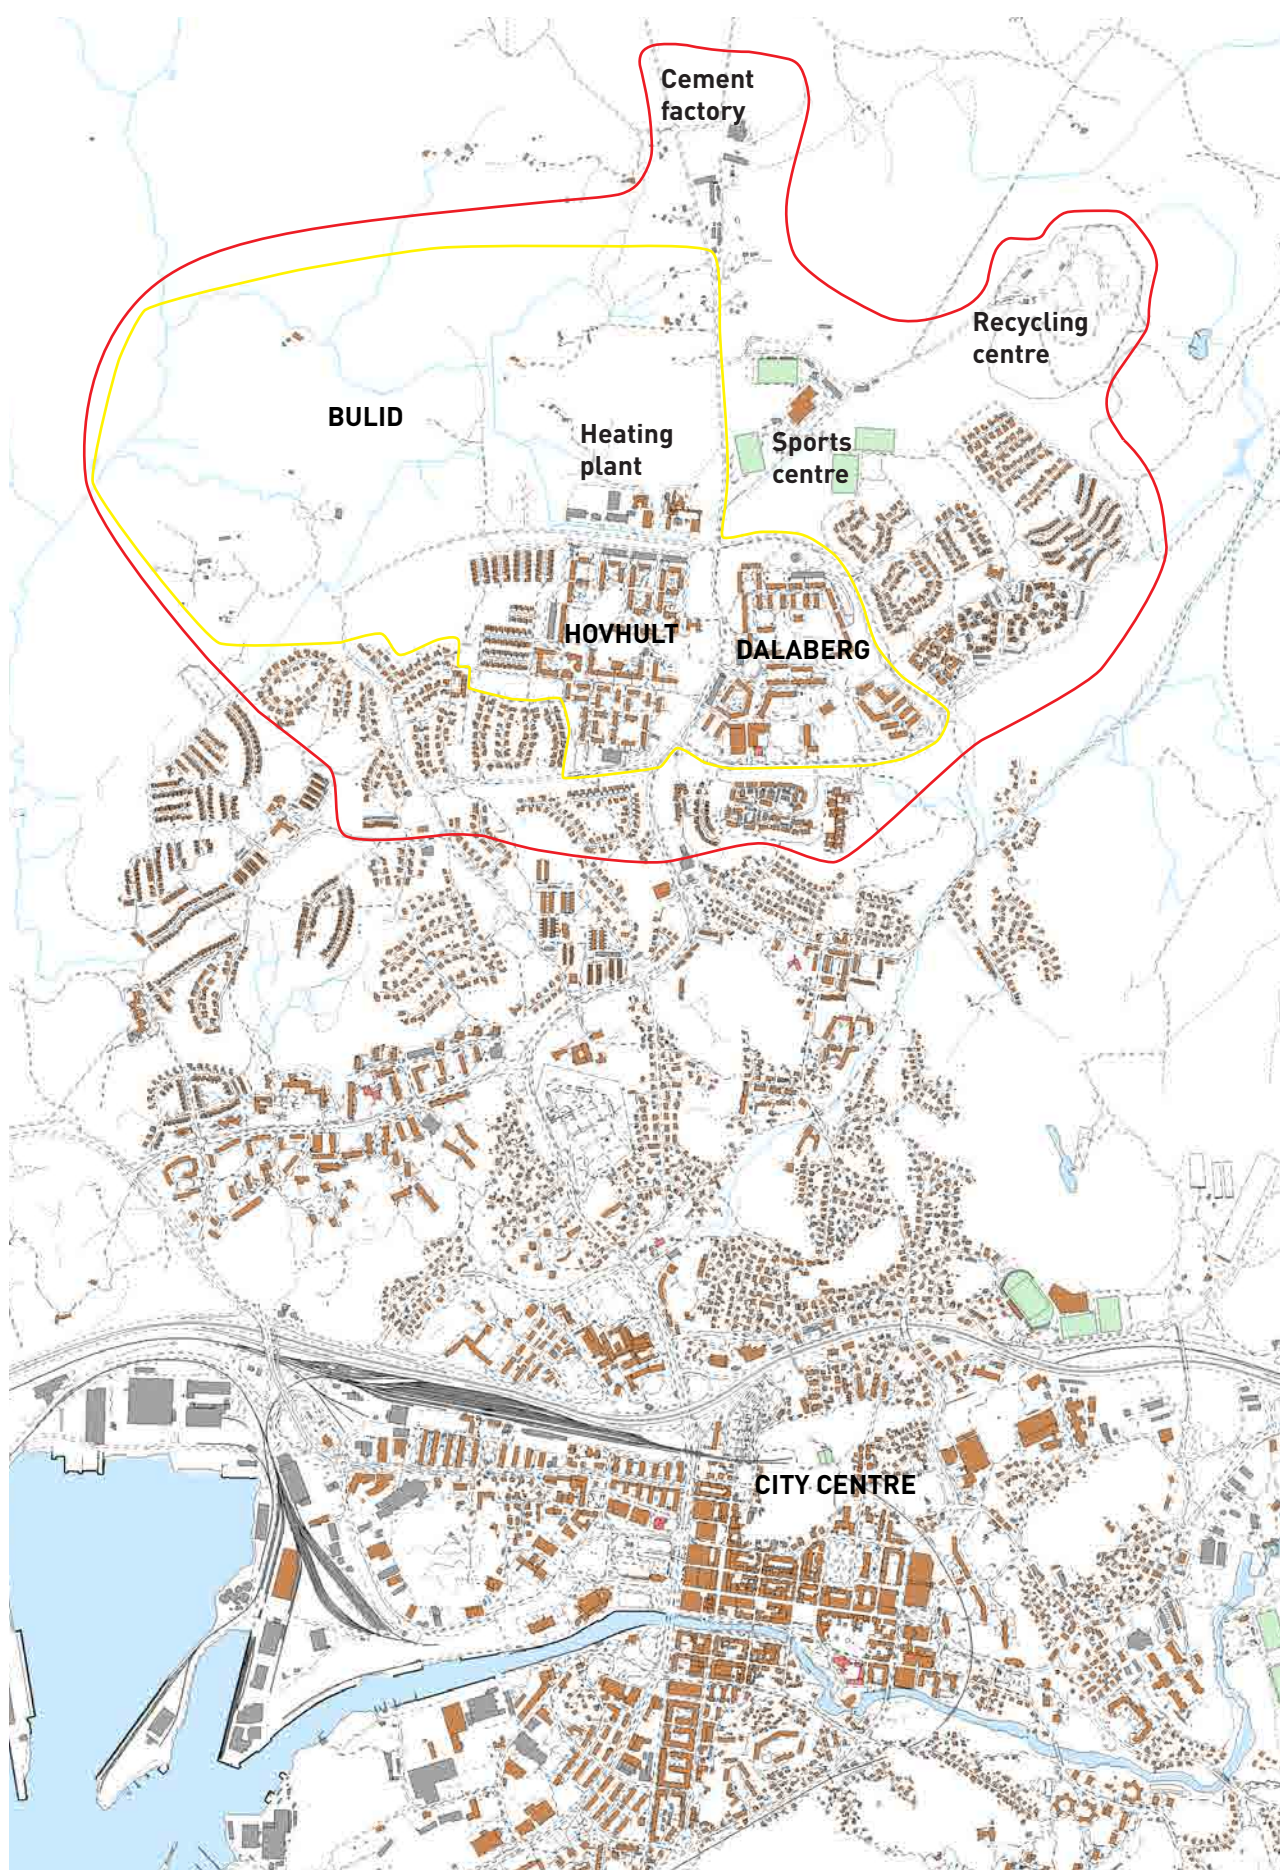 Cement
factory
Recycling
centre
BULID
Heating
plant
Sports
centre
HOVHULT
DALABERG
CITY CENTRE